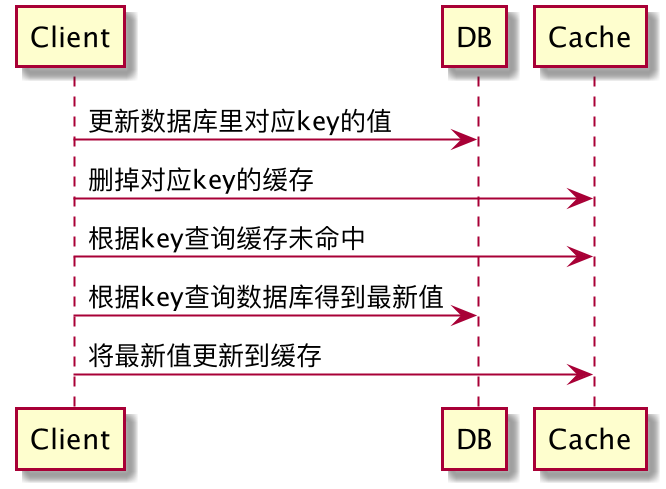 Client
DB
Cache
更新数据库里对应key的值
删掉对应key的缓存
根据key查询缓存未命中
根据key查询数据库得到最新值
将最新值更新到缓存
Client
DB
Cache